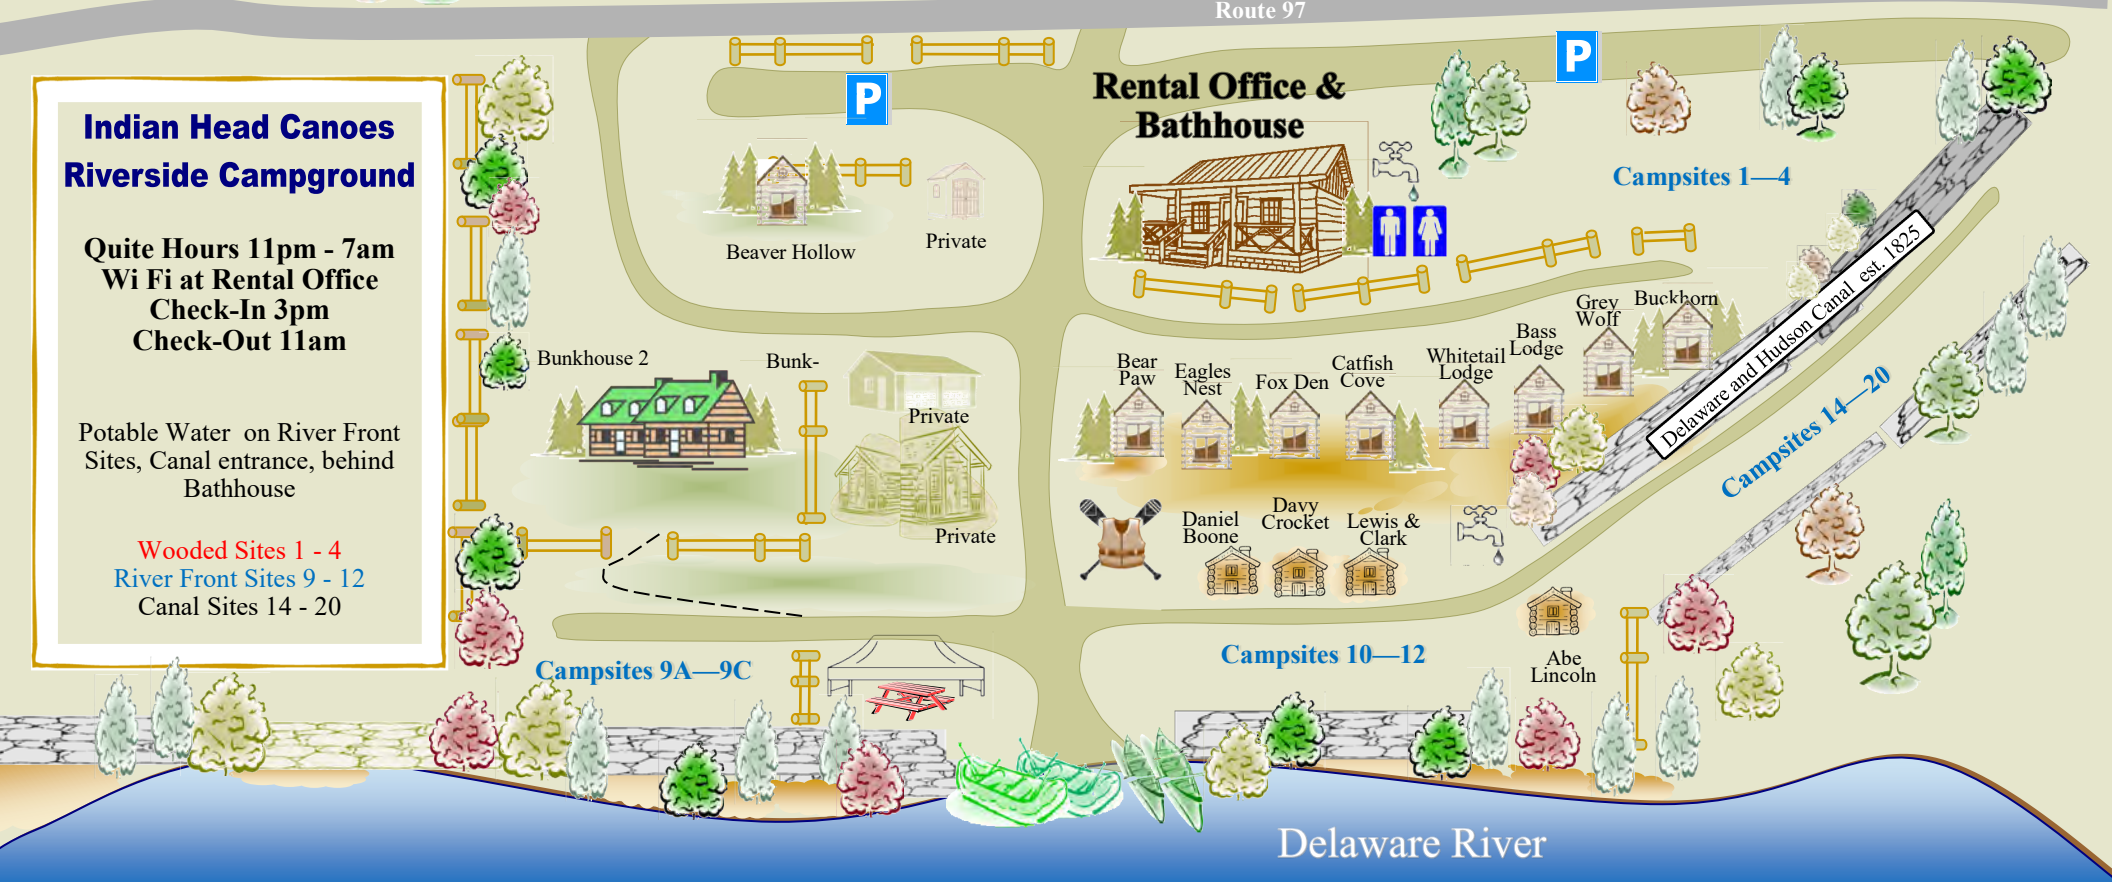 Route 97
P
P
Indian Head Canoes
Riverside Campground
Quite Hours 11pm - 7am
Wi Fi at Rental Office
Check-In 3pm
Check-Out 11am
Potable Water on River Front
Sites, Canal entrance, behind
Bathhouse
Wooded Sites 1 - 4
River Front Sites 9 - 12
Canal Sites 14 - 20
Rental Office &
Bathhouse
Campsites 1—4
Beaver Hollow
Private
Delaware and Hudson Canal est. 1825
Bunkhouse 2
Bunk-
Private
Private
Bear
Paw
Eagles
Nest
Fox Den
Catfish
Cove
Whitetail
Lodge
Bass
Lodge
Grey
Wolf
Buckhorn
Campsites 14—20
Daniel
Boone
Davy
Crocket
Lewis &
Clark
Abe
Lincoln
Campsites 9A—9C
Campsites 10—12
Delaware River